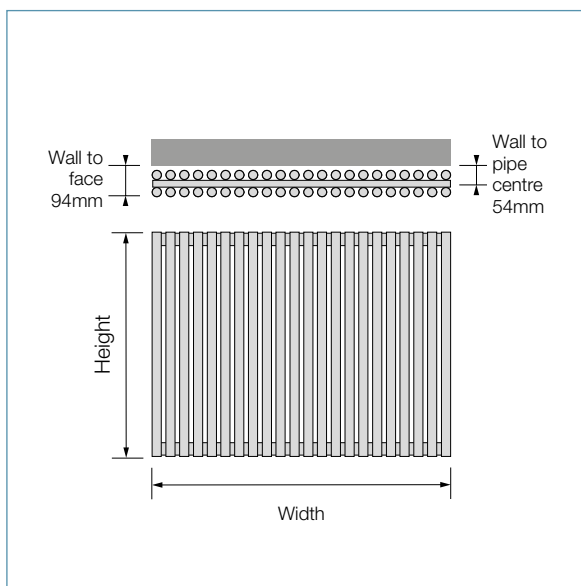 Wall to
face
94mm
Wall to
pipe
centre
54mm
Height
Width